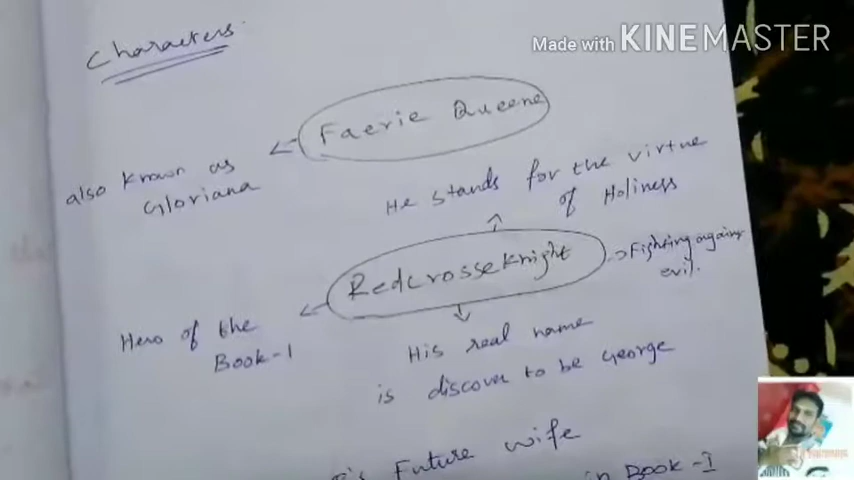 Made with KINEMASTER
Characters
Faerie Queene
also known as
Gloriana
He stands for the virtue
of Holiness
Redcrosse Knight
Fighting against
evil.
Hero of the
Book-1
His real name
is discover to be George
Future wife
in Book-I